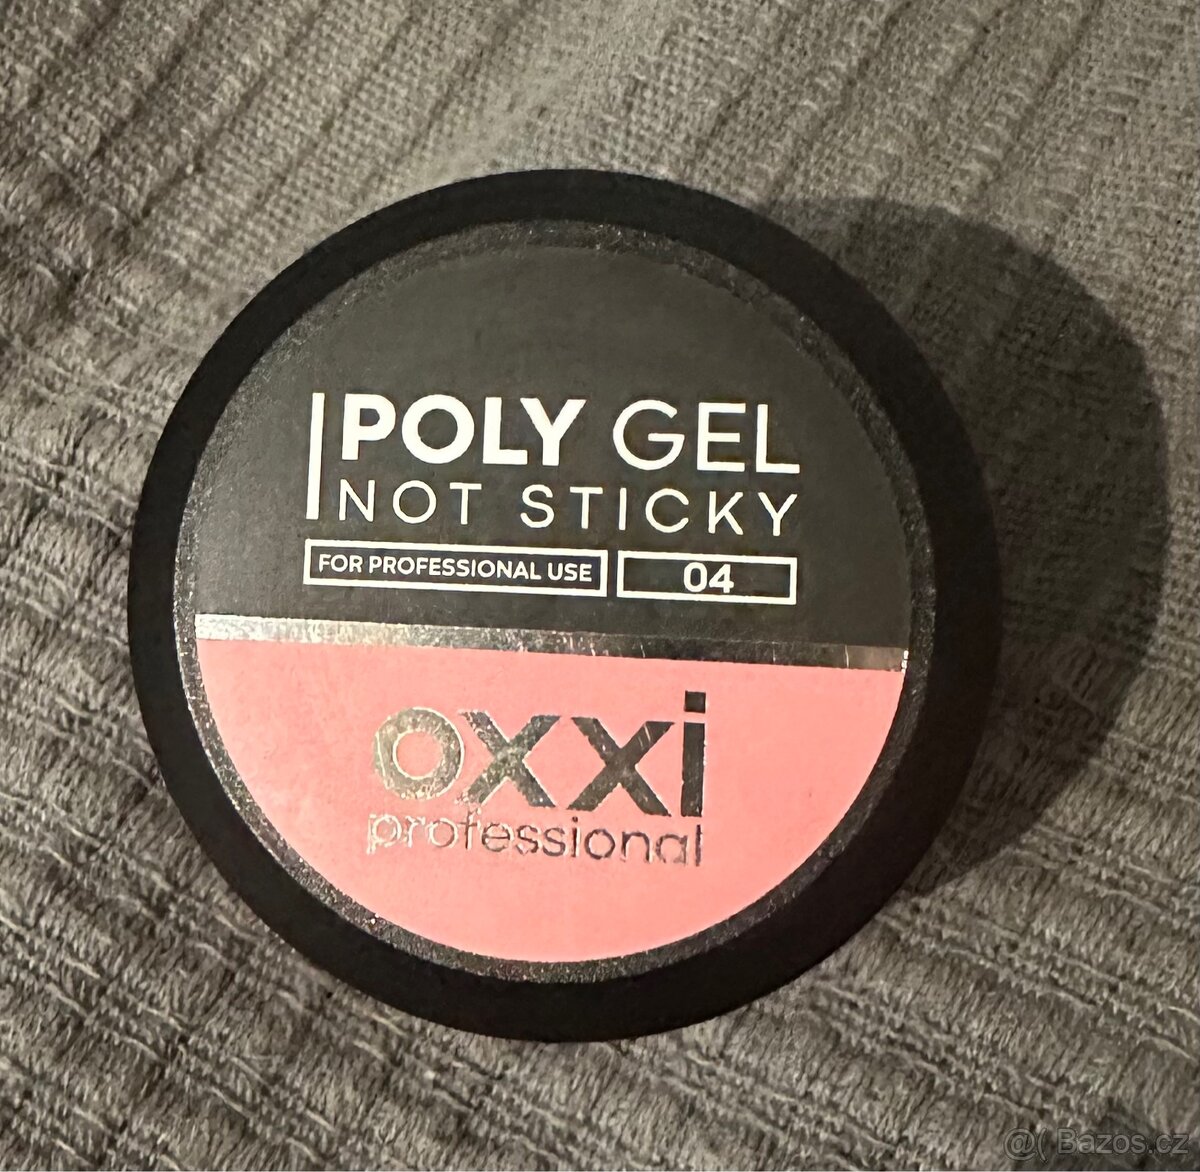 POLY GEL
NOT STICKY
FOR PROFESSIONAL USE 04
oxxi
professional
@( Bazos.cz